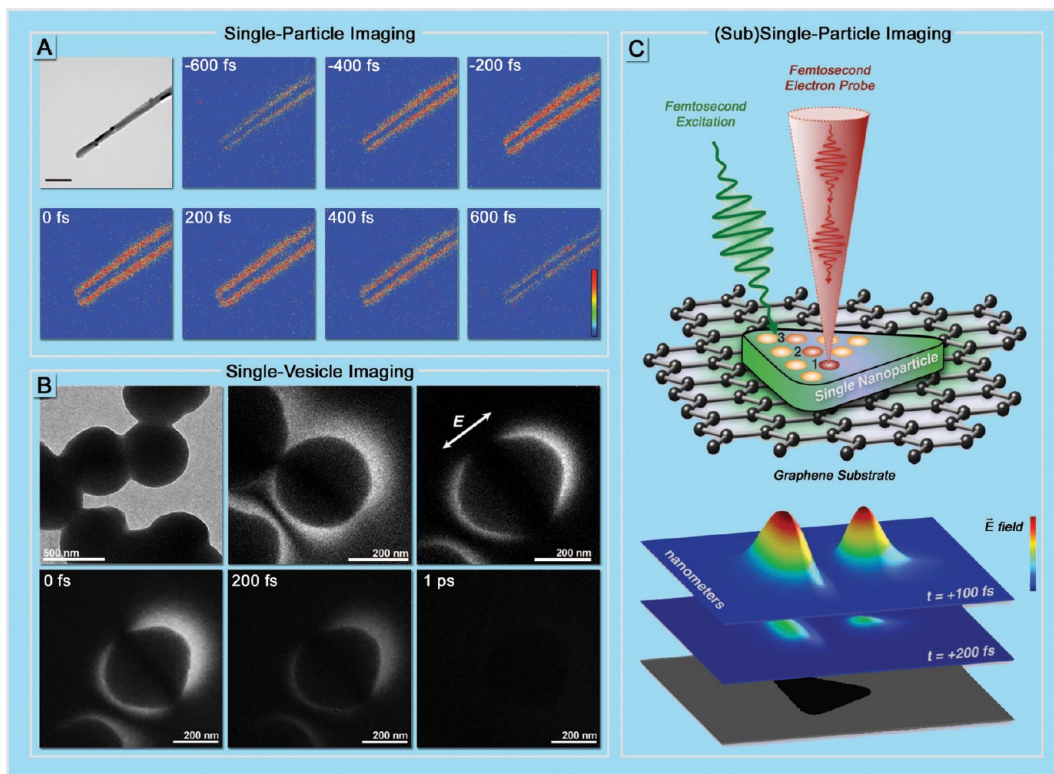 A
Single-Particle Imaging
-600 fs
-400 fs
-200 fs
0 fs
200 fs
400 fs
600 fs
B
Single-Vesicle Imaging
500 nm
200 nm
E
200 nm
0 fs
200 nm
200 fs
200 nm
1 ps
200 nm
C
(Sub)Single-Particle Imaging
Femtosecond
Electron Probe
Femtosecond
Excitation
3
2
1
Single Nanoparticle
Graphene Substrate
E⃗ field
nanometers
t = +100 fs
t = +200 fs